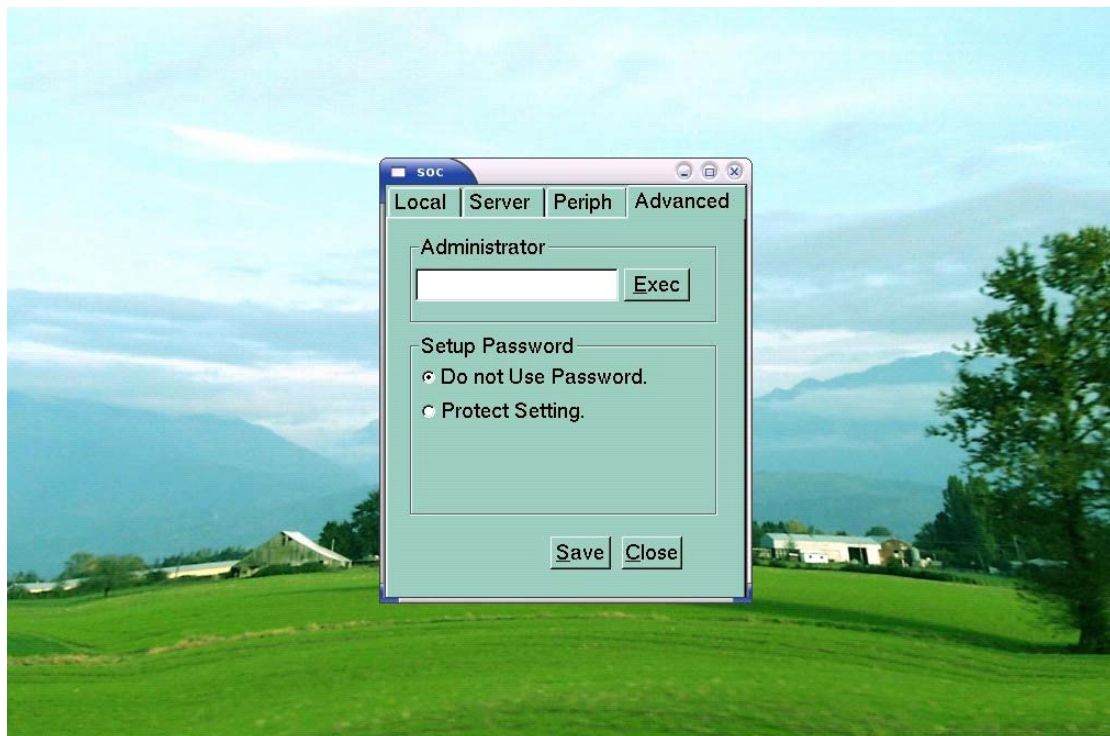 soc
Local Server Periph Advanced
Administrator
Exec
Setup Password
Do not Use Password.
Protect Setting.
Save Close